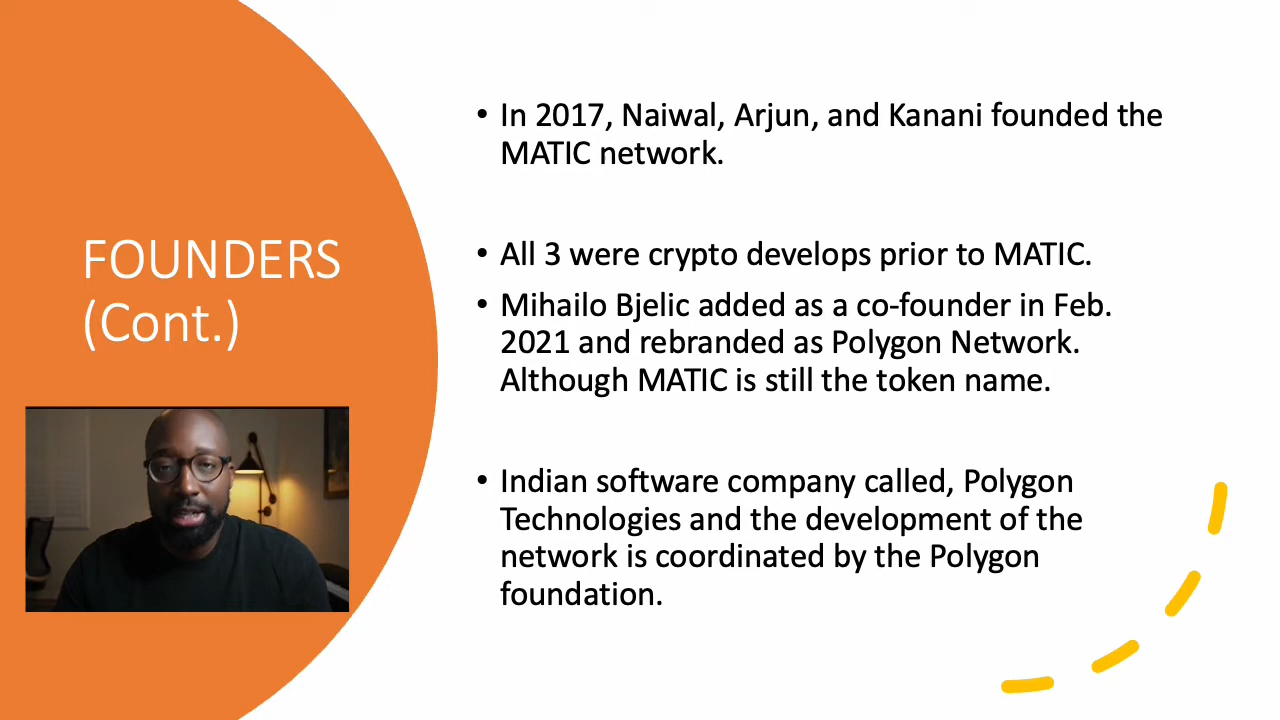 FOUNDERS
(Cont.)
• In 2017, Naiwal, Arjun, and Kanani founded the
MATIC network.
• All 3 were crypto develops prior to MATIC.
• Mihailo Bjelic added as a co-founder in Feb.
2021 and rebranded as Polygon Network.
Although MATIC is still the token name.
• Indian software company called, Polygon
Technologies and the development of the
network is coordinated by the Polygon
foundation.